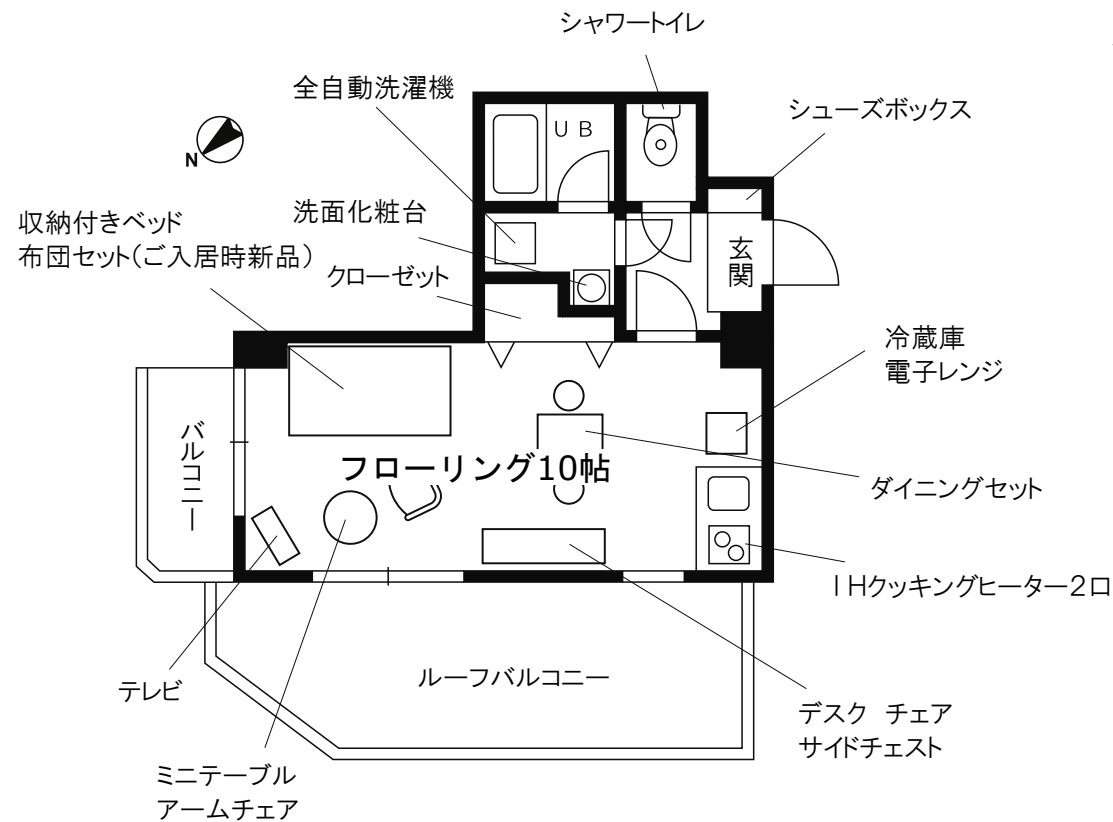 シャワートイレ
全自動洗濯機
UB
シューズボックス
N
洗面化粧台
収納付きベッド
布団セット(ご入居時新品)
クローゼット
玄関
冷蔵庫
電子レンジ
バルコニー
フローリング10帖
ダイニングセット
IHクッキングヒーター2口
テレビ
ルーフバルコニー
デスク チェア
サイドチェスト
ミニテーブル
アームチェア